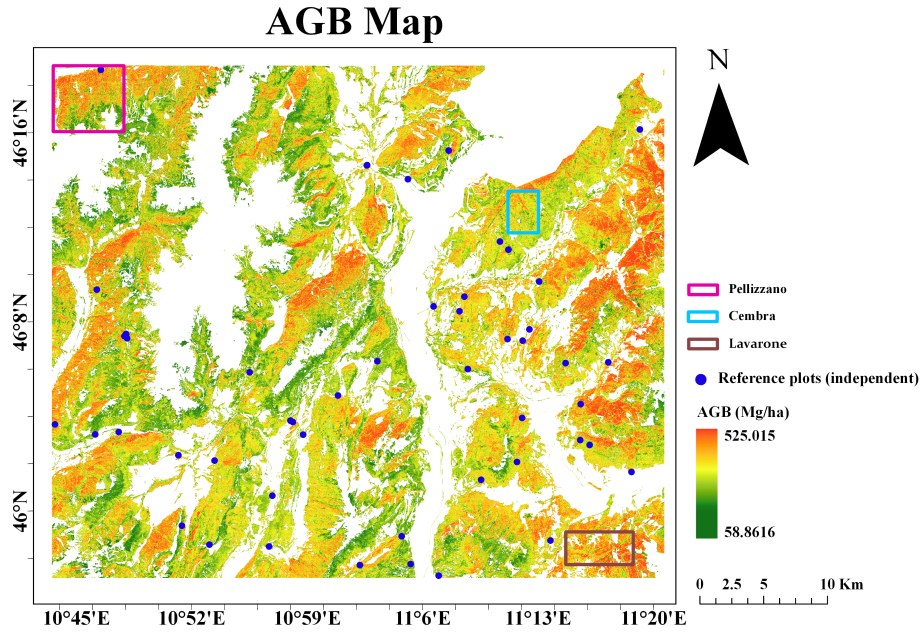 AGB Map
N
46°16'N
46°8'N
46°N
10°45'E 10°52'E 10°59'E 11°6'E 11°13'E 11°20'E
Pellizzano
Cembra
Lavarone
Reference plots (independent)
AGB (Mg/ha)
525.015
58.8616
0 2.5 5 10 Km